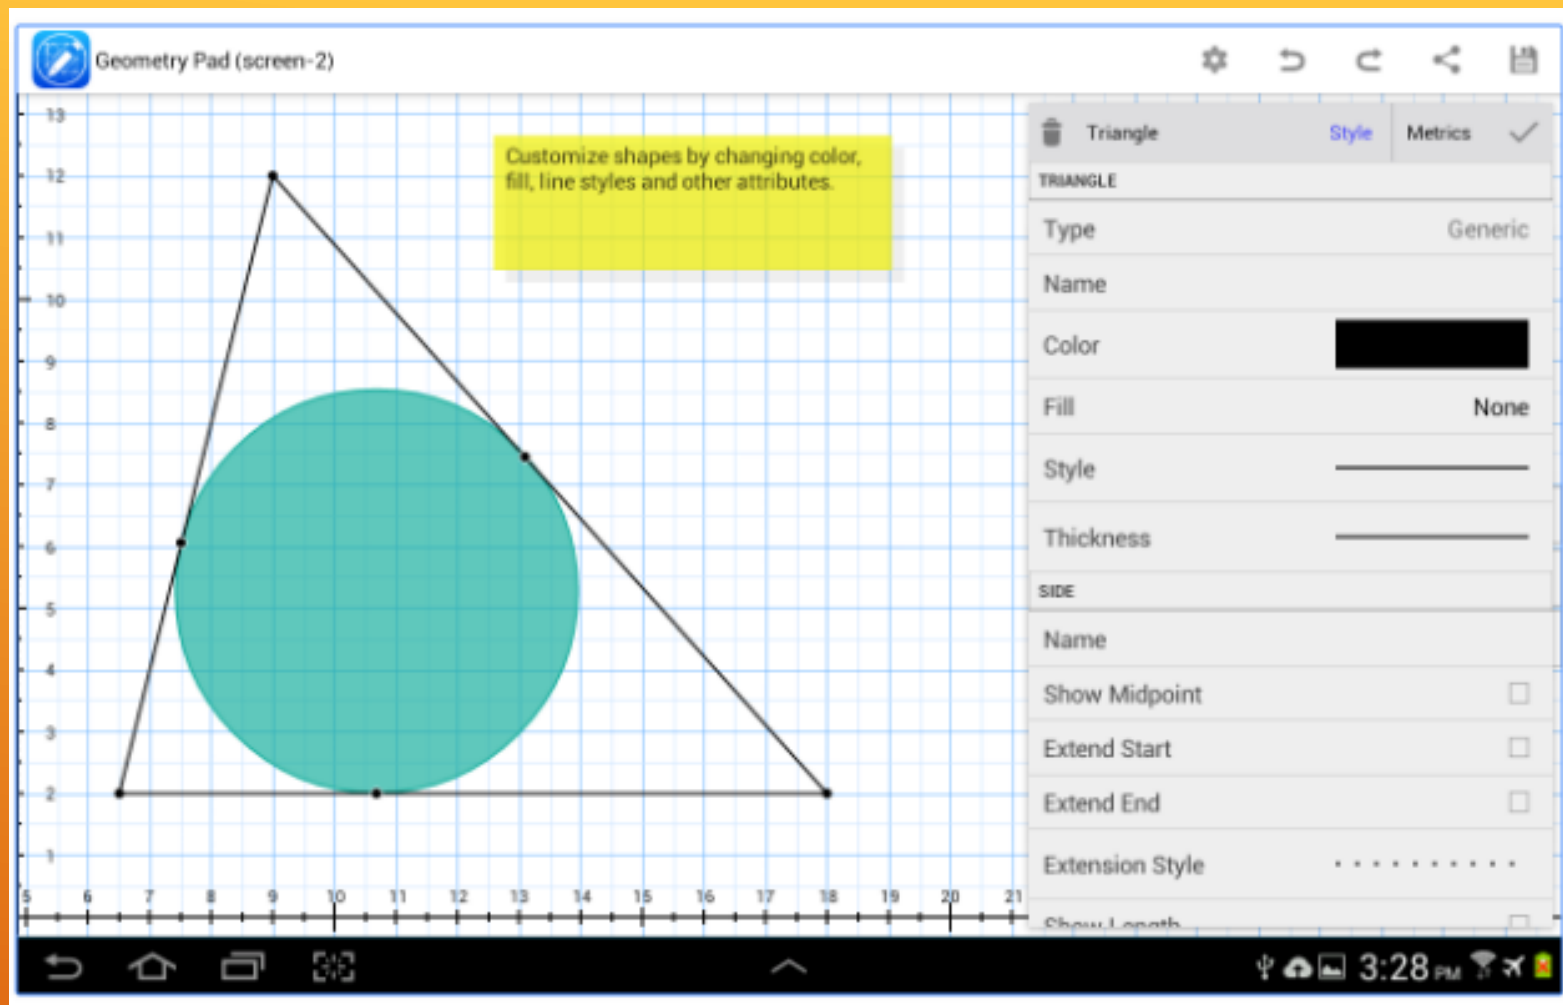 Geometry Pad (screen-2)
13
12
11
10
9
8
7
6
5
4
3
2
1
5 6 7 8 9 10 11 12 13 14 15 16 17 18 19 20 21
Customize shapes by changing color,
fill, line styles and other attributes.
Triangle Style Metrics
TRIANGLE
Type Generic
Name
Color
Fill None
Style
Thickness
SIDE
Name
Show Midpoint
Extend Start
Extend End
Extension Style
Show Length
3:28 PM